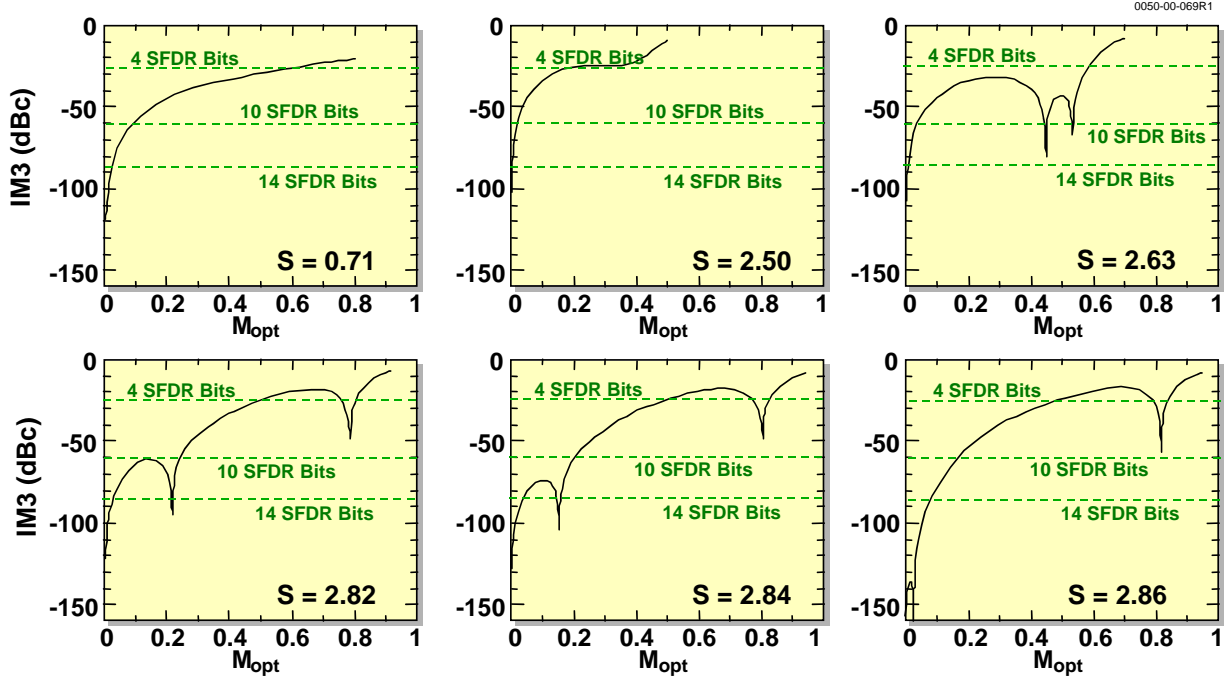 0050-00-069R1
IM3 (dBc)
0
-50
-100
-150
4 SFDR Bits
10 SFDR Bits
14 SFDR Bits
S = 0.71
0 0.2 0.4 0.6 0.8 1
Mopt
0
-50
-100
-150
4 SFDR Bits
10 SFDR Bits
14 SFDR Bits
S = 2.50
0 0.2 0.4 0.6 0.8 1
Mopt
0
-50
-100
-150
4 SFDR Bits
10 SFDR Bits
14 SFDR Bits
S = 2.63
0 0.2 0.4 0.6 0.8 1
Mopt
IM3 (dBc)
0
-50
-100
-150
4 SFDR Bits
10 SFDR Bits
14 SFDR Bits
S = 2.82
0 0.2 0.4 0.6 0.8 1
Mopt
0
-50
-100
-150
4 SFDR Bits
10 SFDR Bits
14 SFDR Bits
S = 2.84
0 0.2 0.4 0.6 0.8 1
Mopt
0
-50
-100
-150
4 SFDR Bits
10 SFDR Bits
14 SFDR Bits
S = 2.86
0 0.2 0.4 0.6 0.8 1
Mopt